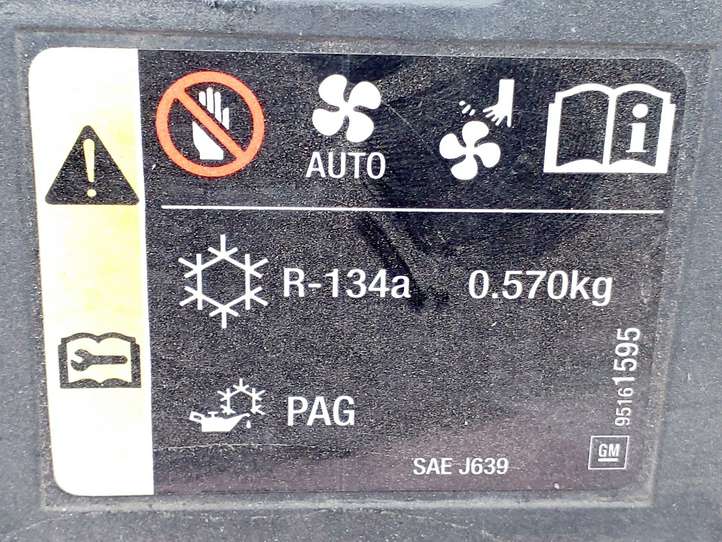 AUTO
R-134a 0.570kg
PAG
SAE J639
95161595
GM